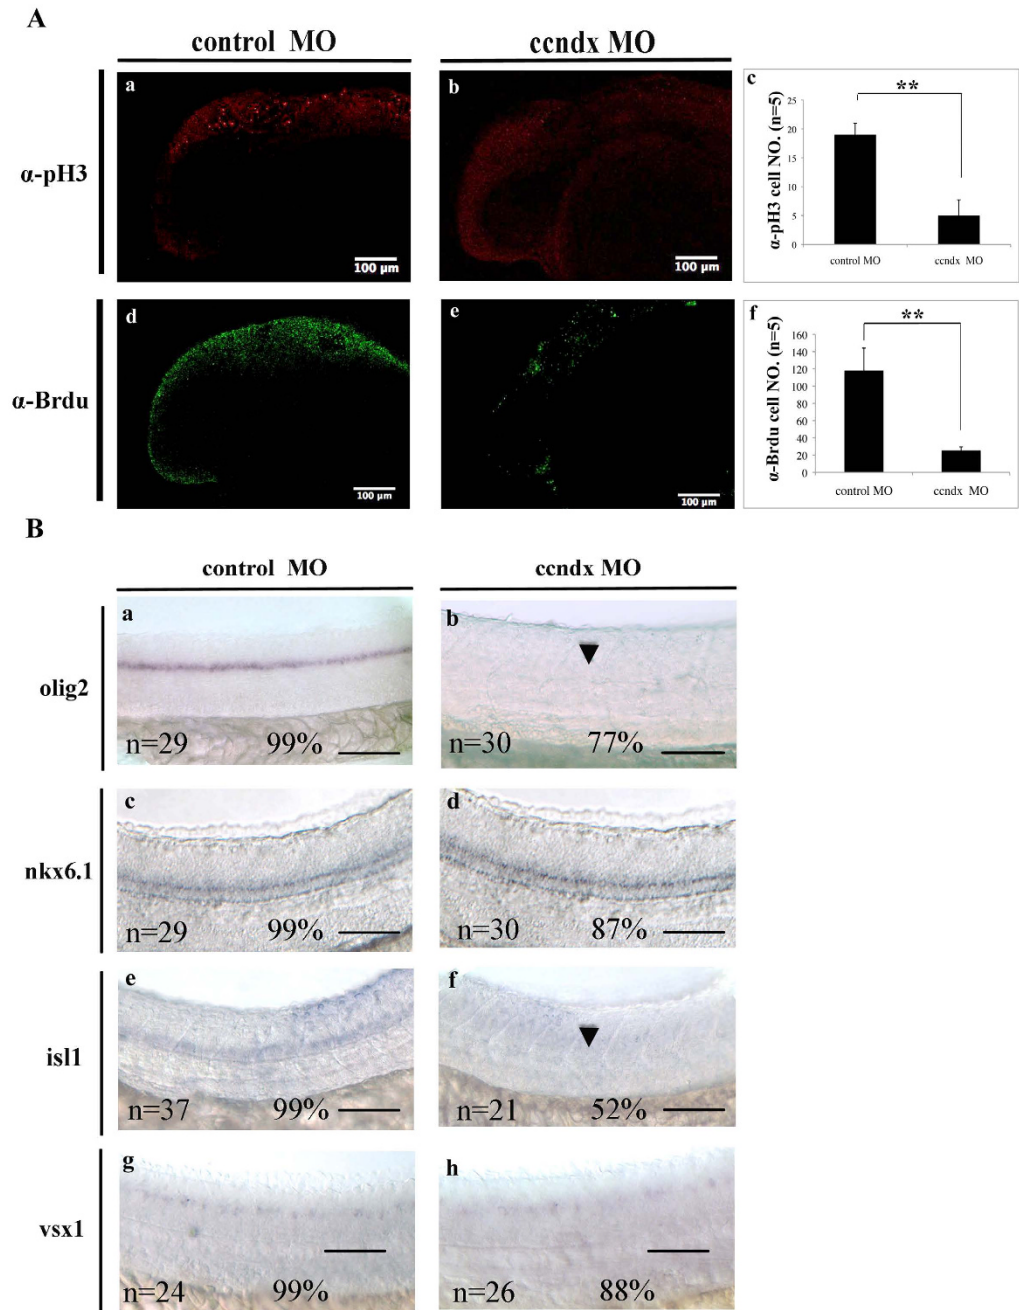 A
control MO
ccndx MO
α-pH3
a
100 µm
b
100 µm
c
**
α-pH3 cell NO. (n=5)
25
20
15
10
5
0
control MO
ccndx MO
α-Brdu
d
100 µm
e
100 µm
f
**
α-Brdu cell NO. (n=5)
160
140
120
100
80
60
40
20
0
control MO
ccndx MO
B
control MO
ccndx MO
olig2
a
n=29 99%
b
n=30 77%
nkx6.1
c
n=29 99%
d
n=30 87%
isl1
e
n=37 99%
f
n=21 52%
vsx1
g
n=24 99%
h
n=26 88%